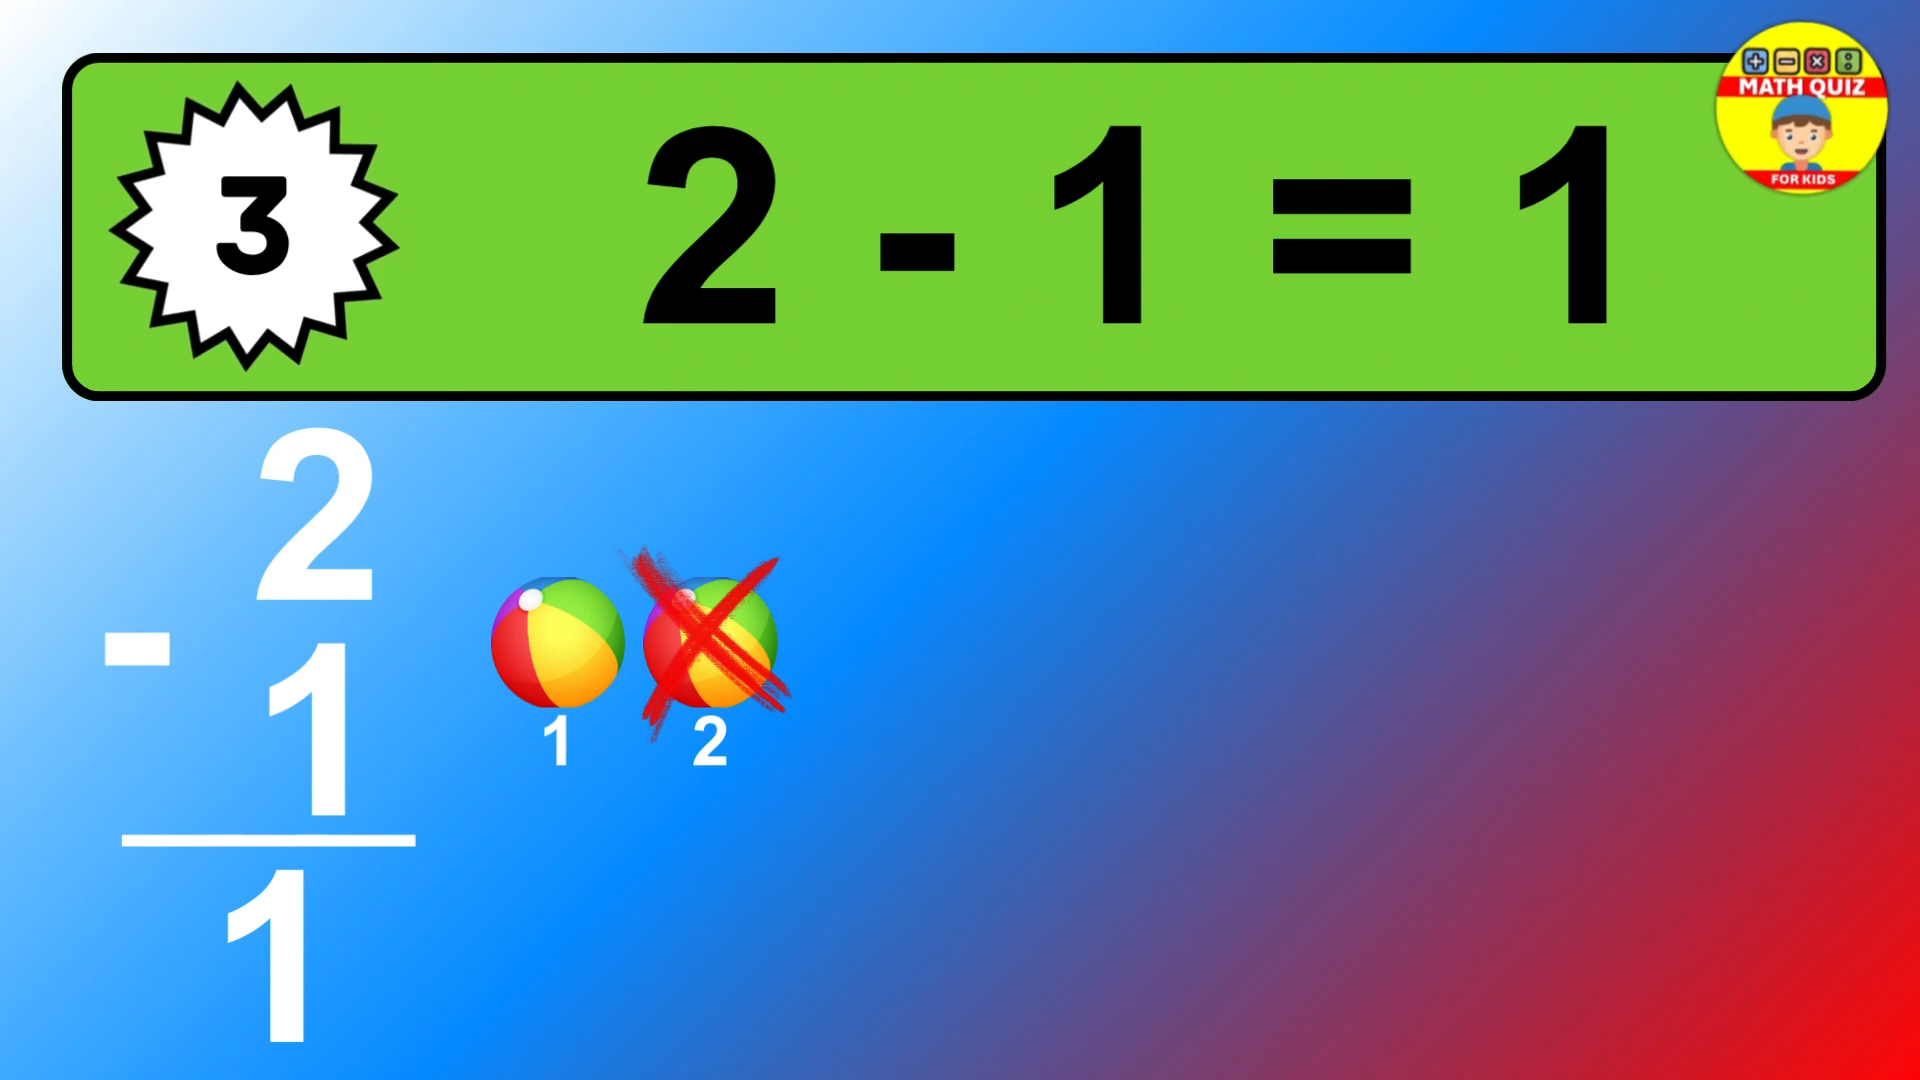 3
2 - 1 = 1
MATH QUIZ
FOR KIDS
2
- 1
1
1 2